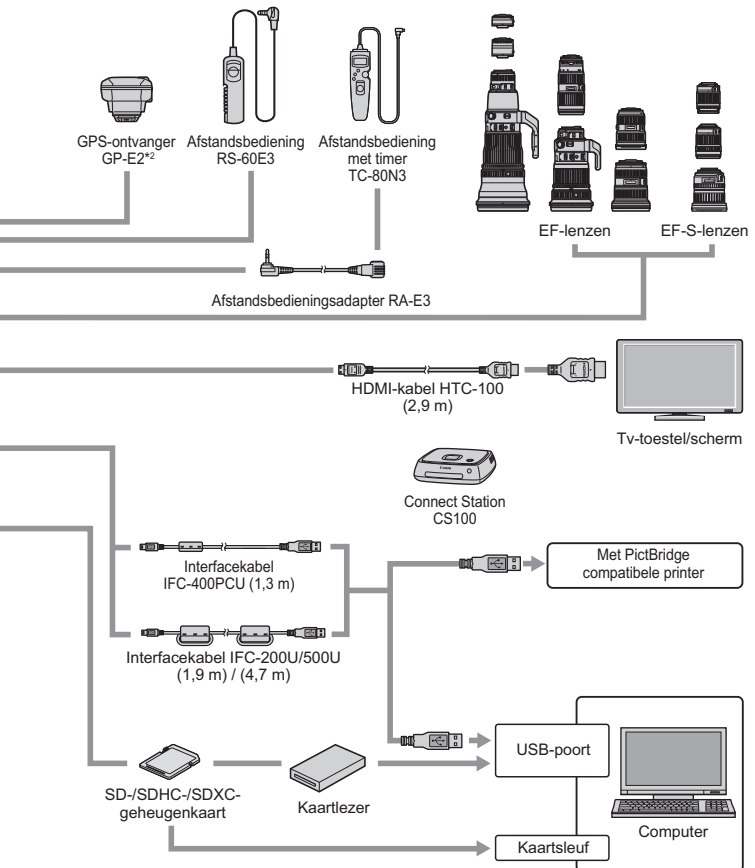 GPS-ontvanger
GP-E2*2
Afstandsbediening
RS-60E3
Afstandsbediening
met timer
TC-80N3
EF-lenzen
EF-S-lenzen
Afstandsbedieningsadapter RA-E3
HDMI-kabel HTC-100
(2,9 m)
Tv-toestel/scherm
Canon
Connect Station
CS100
Interfacekabel
IFC-400PCU (1,3 m)
Met PictBridge
compatibele printer
Interfacekabel IFC-200U/500U
(1,9 m) / (4,7 m)
USB-poort
SD-/SDHC-/SDXC-
geheugenkaart
Kaartlezer
Computer
Kaartsleuf